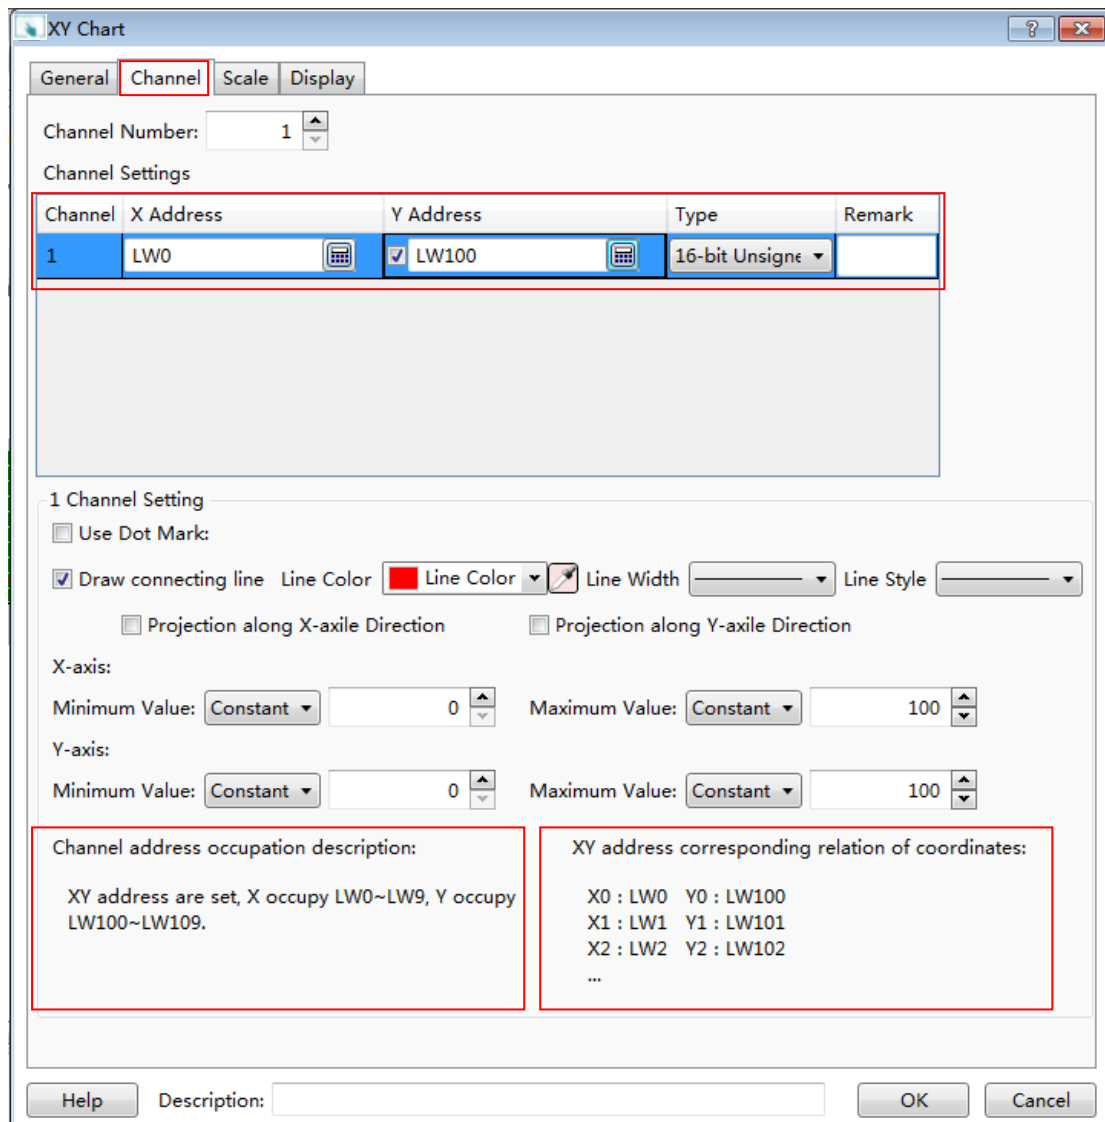 XY Chart
General Channel Scale Display
Channel Number: 1
Channel Settings
Channel X Address Y Address Type Remark
1 LW0 LW100 16-bit Unsigne
1 Channel Setting
Use Dot Mark:
Draw connecting line Line Color Line Color Line Width Line Style
Projection along X-axile Direction Projection along Y-axile Direction
X-axis:
Minimum Value: Constant 0 Maximum Value: Constant 100
Y-axis:
Minimum Value: Constant 0 Maximum Value: Constant 100
Channel address occupation description:
XY address are set, X occupy LW0~LW9, Y occupy
LW100~LW109.
XY address corresponding relation of coordinates:
X0 : LW0 Y0 : LW100
X1 : LW1 Y1 : LW101
X2 : LW2 Y2 : LW102
...
Help Description: OK Cancel